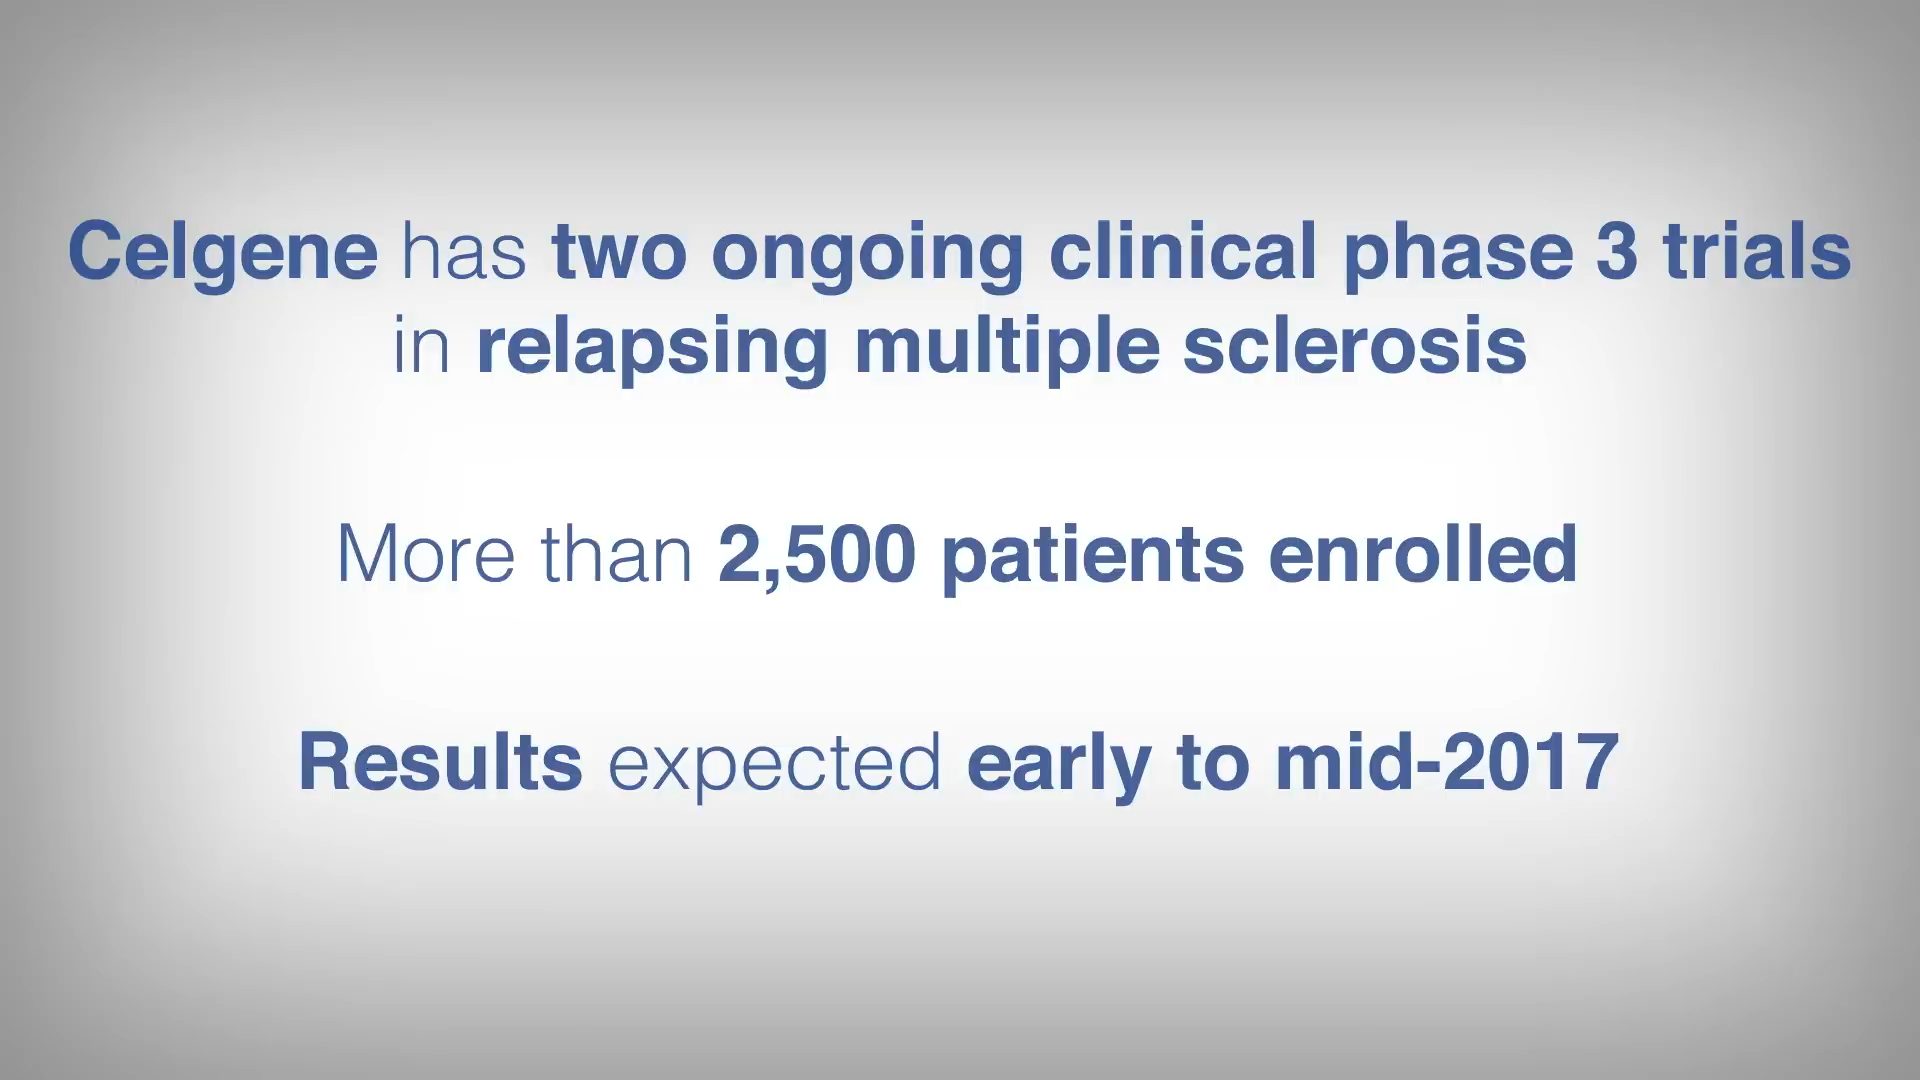 Celgene has two ongoing clinical phase 3 trials
in relapsing multiple sclerosis
More than 2,500 patients enrolled
Results expected early to mid-2017